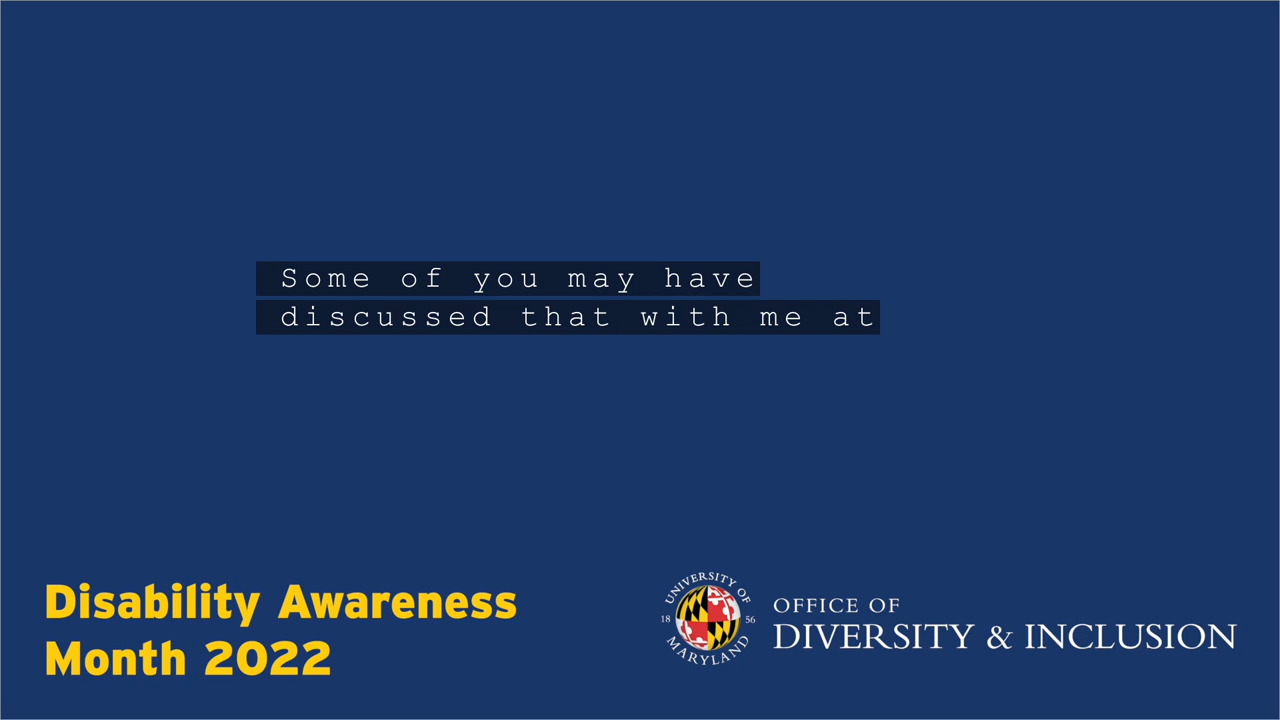 Some of you may have
discussed that with me at
Disability Awareness
Month 2022
UNIVERSITY OF
18 56
MARYLAND
OFFICE OF
DIVERSITY & INCLUSION